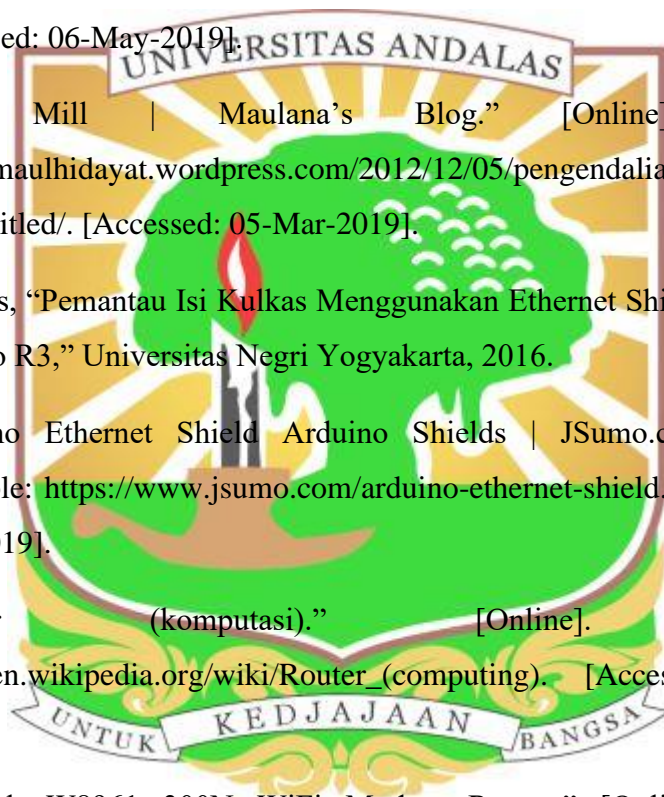 ed: 06-May-2019].
UNIVERSITAS ANDALAS
Mill | Maulana’s Blog.” [Online
maulhidayat.wordpress.com/2012/12/05/pengendalia
itled/. [Accessed: 05-Mar-2019].
s, “Pemantau Isi Kulkas Menggunakan Ethernet Shi
o R3,” Universitas Negri Yogyakarta, 2016.
no Ethernet Shield Arduino Shields | JSumo.c
le: https://www.jsumo.com/arduino-ethernet-shield.
019].
(komputasi).” [Online].
en.wikipedia.org/wiki/Router_(computing). [Acces
UNTUK KEDJAJAAN BANGSA